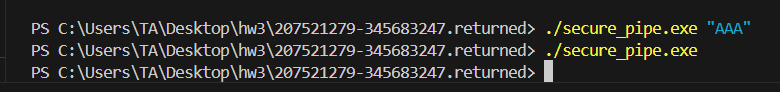 PS C:\Users\TA\Desktop\hw3\207521279-345683247.returned> ./secure_pipe.exe "AAA"
PS C:\Users\TA\Desktop\hw3\207521279-345683247.returned> ./secure_pipe.exe
PS C:\Users\TA\Desktop\hw3\207521279-345683247.returned>